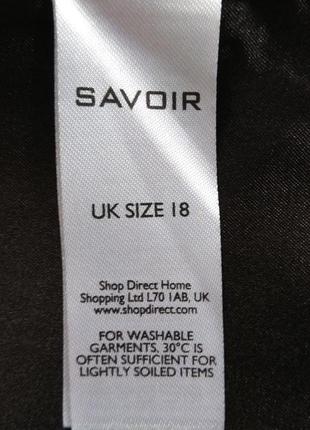 SAVOIR
UK SIZE 18
Shop Direct Home
Shopping Ltd L70 1AB, UK
www.shopdirect.com
FOR WASHABLE
GARMENTS, 30°C IS
OFTEN SUFFICIENT FOR
LIGHTLY SOILED ITEMS